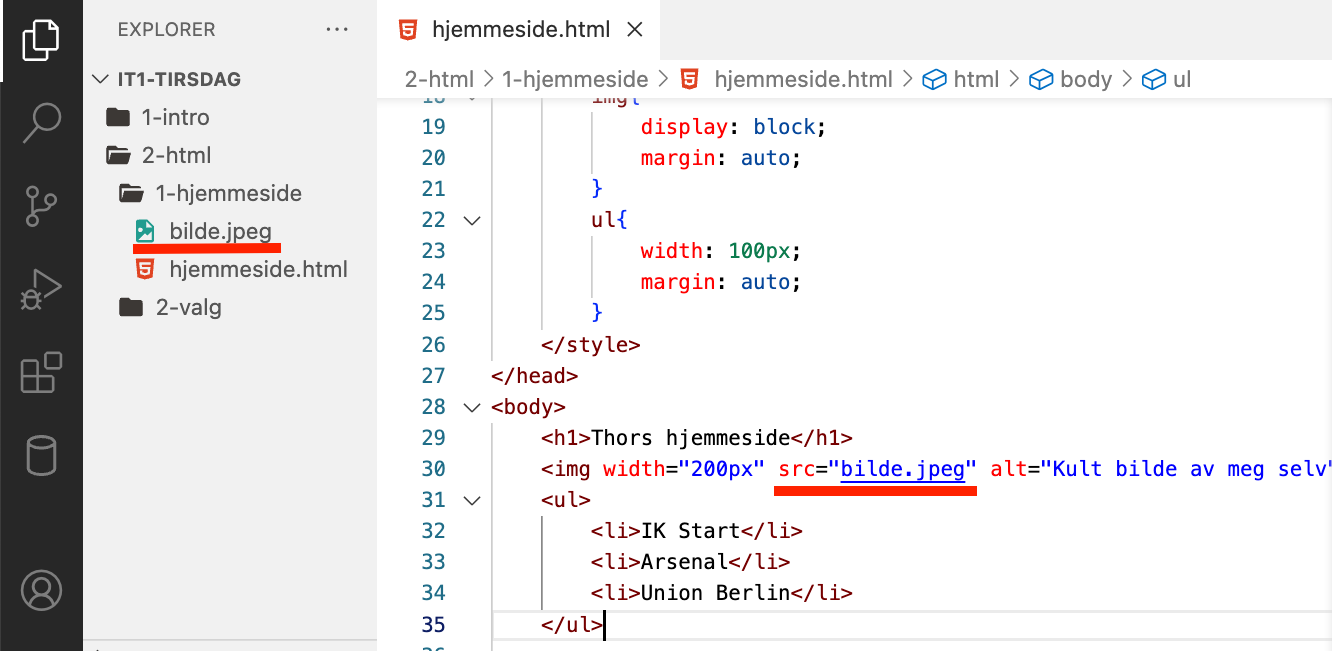 EXPLORER ···
IT1-TIRSDAG
1-intro
2-html
1-hjemmeside
bilde.jpeg
hjemmeside.html
2-valg
hjemmeside.html
2-html > 1-hjemmeside > hjemmeside.html > html > body > ul
18 img{
19 display: block;
20 margin: auto;
21 }
22 ul{
23 width: 100px;
24 margin: auto;
25 }
26 </style>
27 </head>
28 <body>
29 <h1>Thors hjemmeside</h1>
30 <img width="200px" src="bilde.jpeg" alt="Kult bilde av meg selv"
31 <ul>
32 <li>IK Start</li>
33 <li>Arsenal</li>
34 <li>Union Berlin</li>
35 </ul>